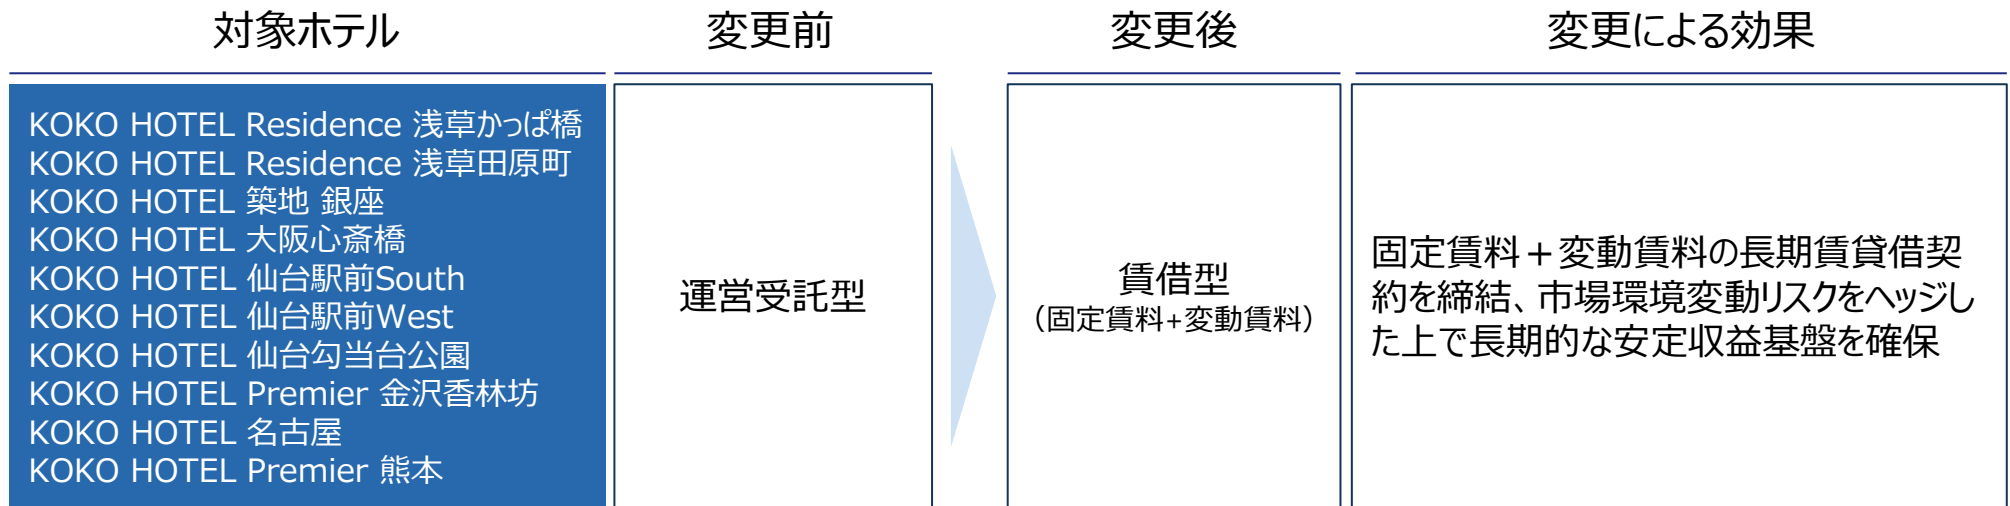 対象ホテル
変更前
変更後
変更による効果
KOKO HOTEL Residence 浅草かっぱ橋
KOKO HOTEL Residence 浅草田原町
KOKO HOTEL 築地 銀座
KOKO HOTEL 大阪心斎橋
KOKO HOTEL 仙台駅前South
KOKO HOTEL 仙台駅前West
KOKO HOTEL 仙台勾当台公園
KOKO HOTEL Premier 金沢香林坊
KOKO HOTEL 名古屋
KOKO HOTEL Premier 熊本
運営受託型
賃借型
（固定賃料+変動賃料）
固定賃料＋変動賃料の長期賃貸借契
約を締結、市場環境変動リスクをヘッジし
た上で長期的な安定収益基盤を確保